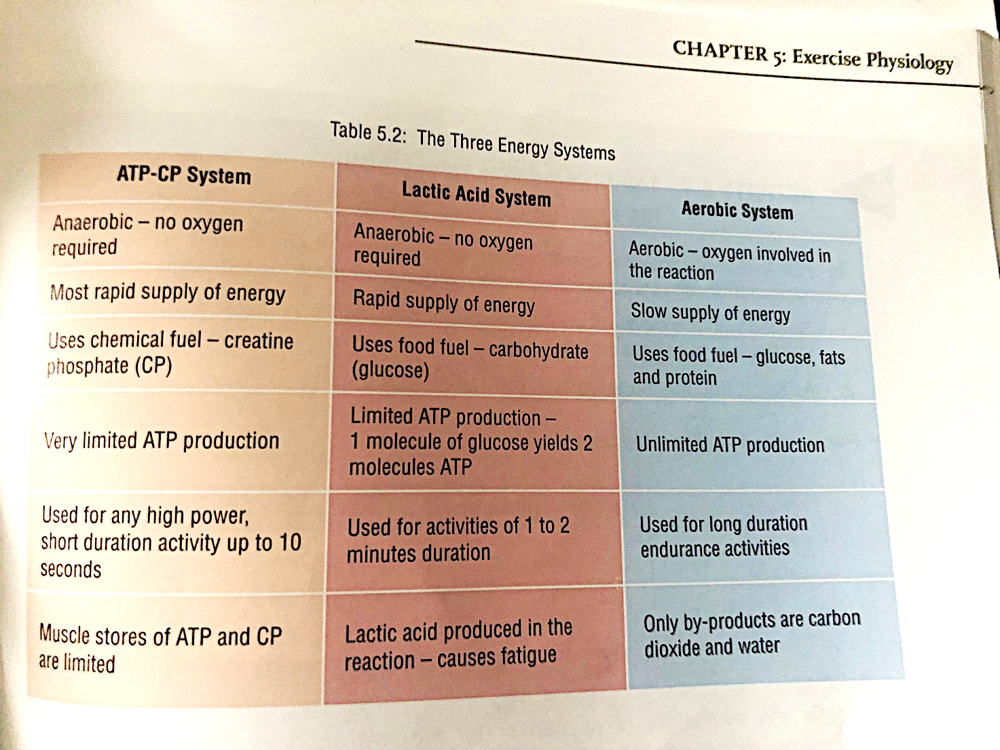 CHAPTER 5: Exercise Physiology
Table 5.2: The Three Energy Systems
ATP-CP System
Lactic Acid System
Aerobic System
Anaerobic – no oxygen
required
Anaerobic – no oxygen
required
Aerobic – oxygen involved in
the reaction
Most rapid supply of energy
Rapid supply of energy
Slow supply of energy
Uses chemical fuel – creatine
phosphate (CP)
Uses food fuel – carbohydrate
(glucose)
Uses food fuel – glucose, fats
and protein
Very limited ATP production
Limited ATP production –
1 molecule of glucose yields 2
molecules ATP
Unlimited ATP production
Used for any high power,
short duration activity up to 10
seconds
Used for activities of 1 to 2
minutes duration
Used for long duration
endurance activities
Muscle stores of ATP and CP
are limited
Lactic acid produced in the
reaction – causes fatigue
Only by-products are carbon
dioxide and water